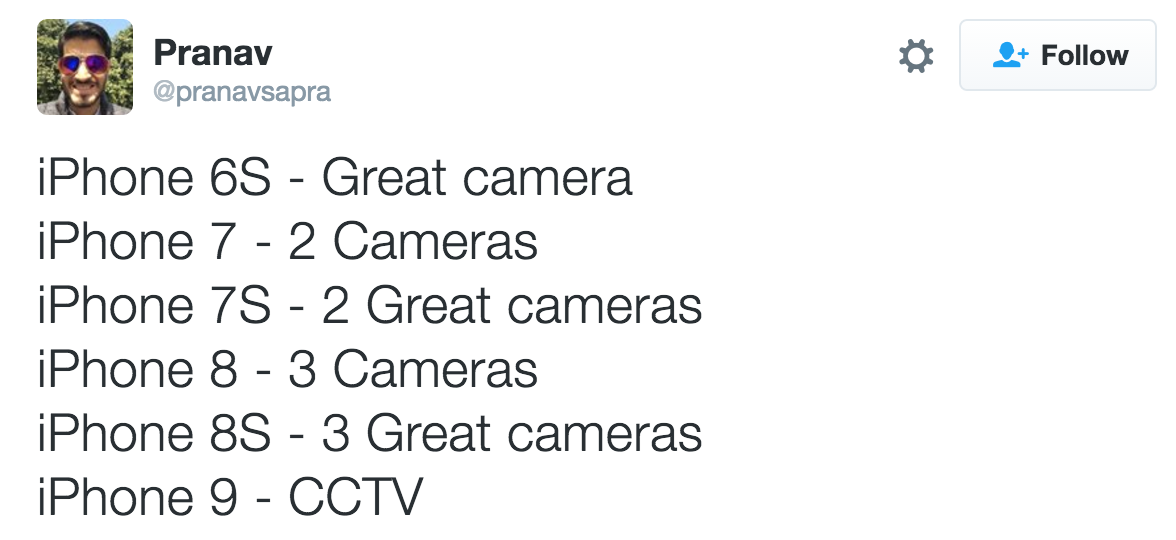 Pranav
@pranavsapra
Follow
iPhone 6S - Great camera
iPhone 7 - 2 Cameras
iPhone 7S - 2 Great cameras
iPhone 8 - 3 Cameras
iPhone 8S - 3 Great cameras
iPhone 9 - CCTV